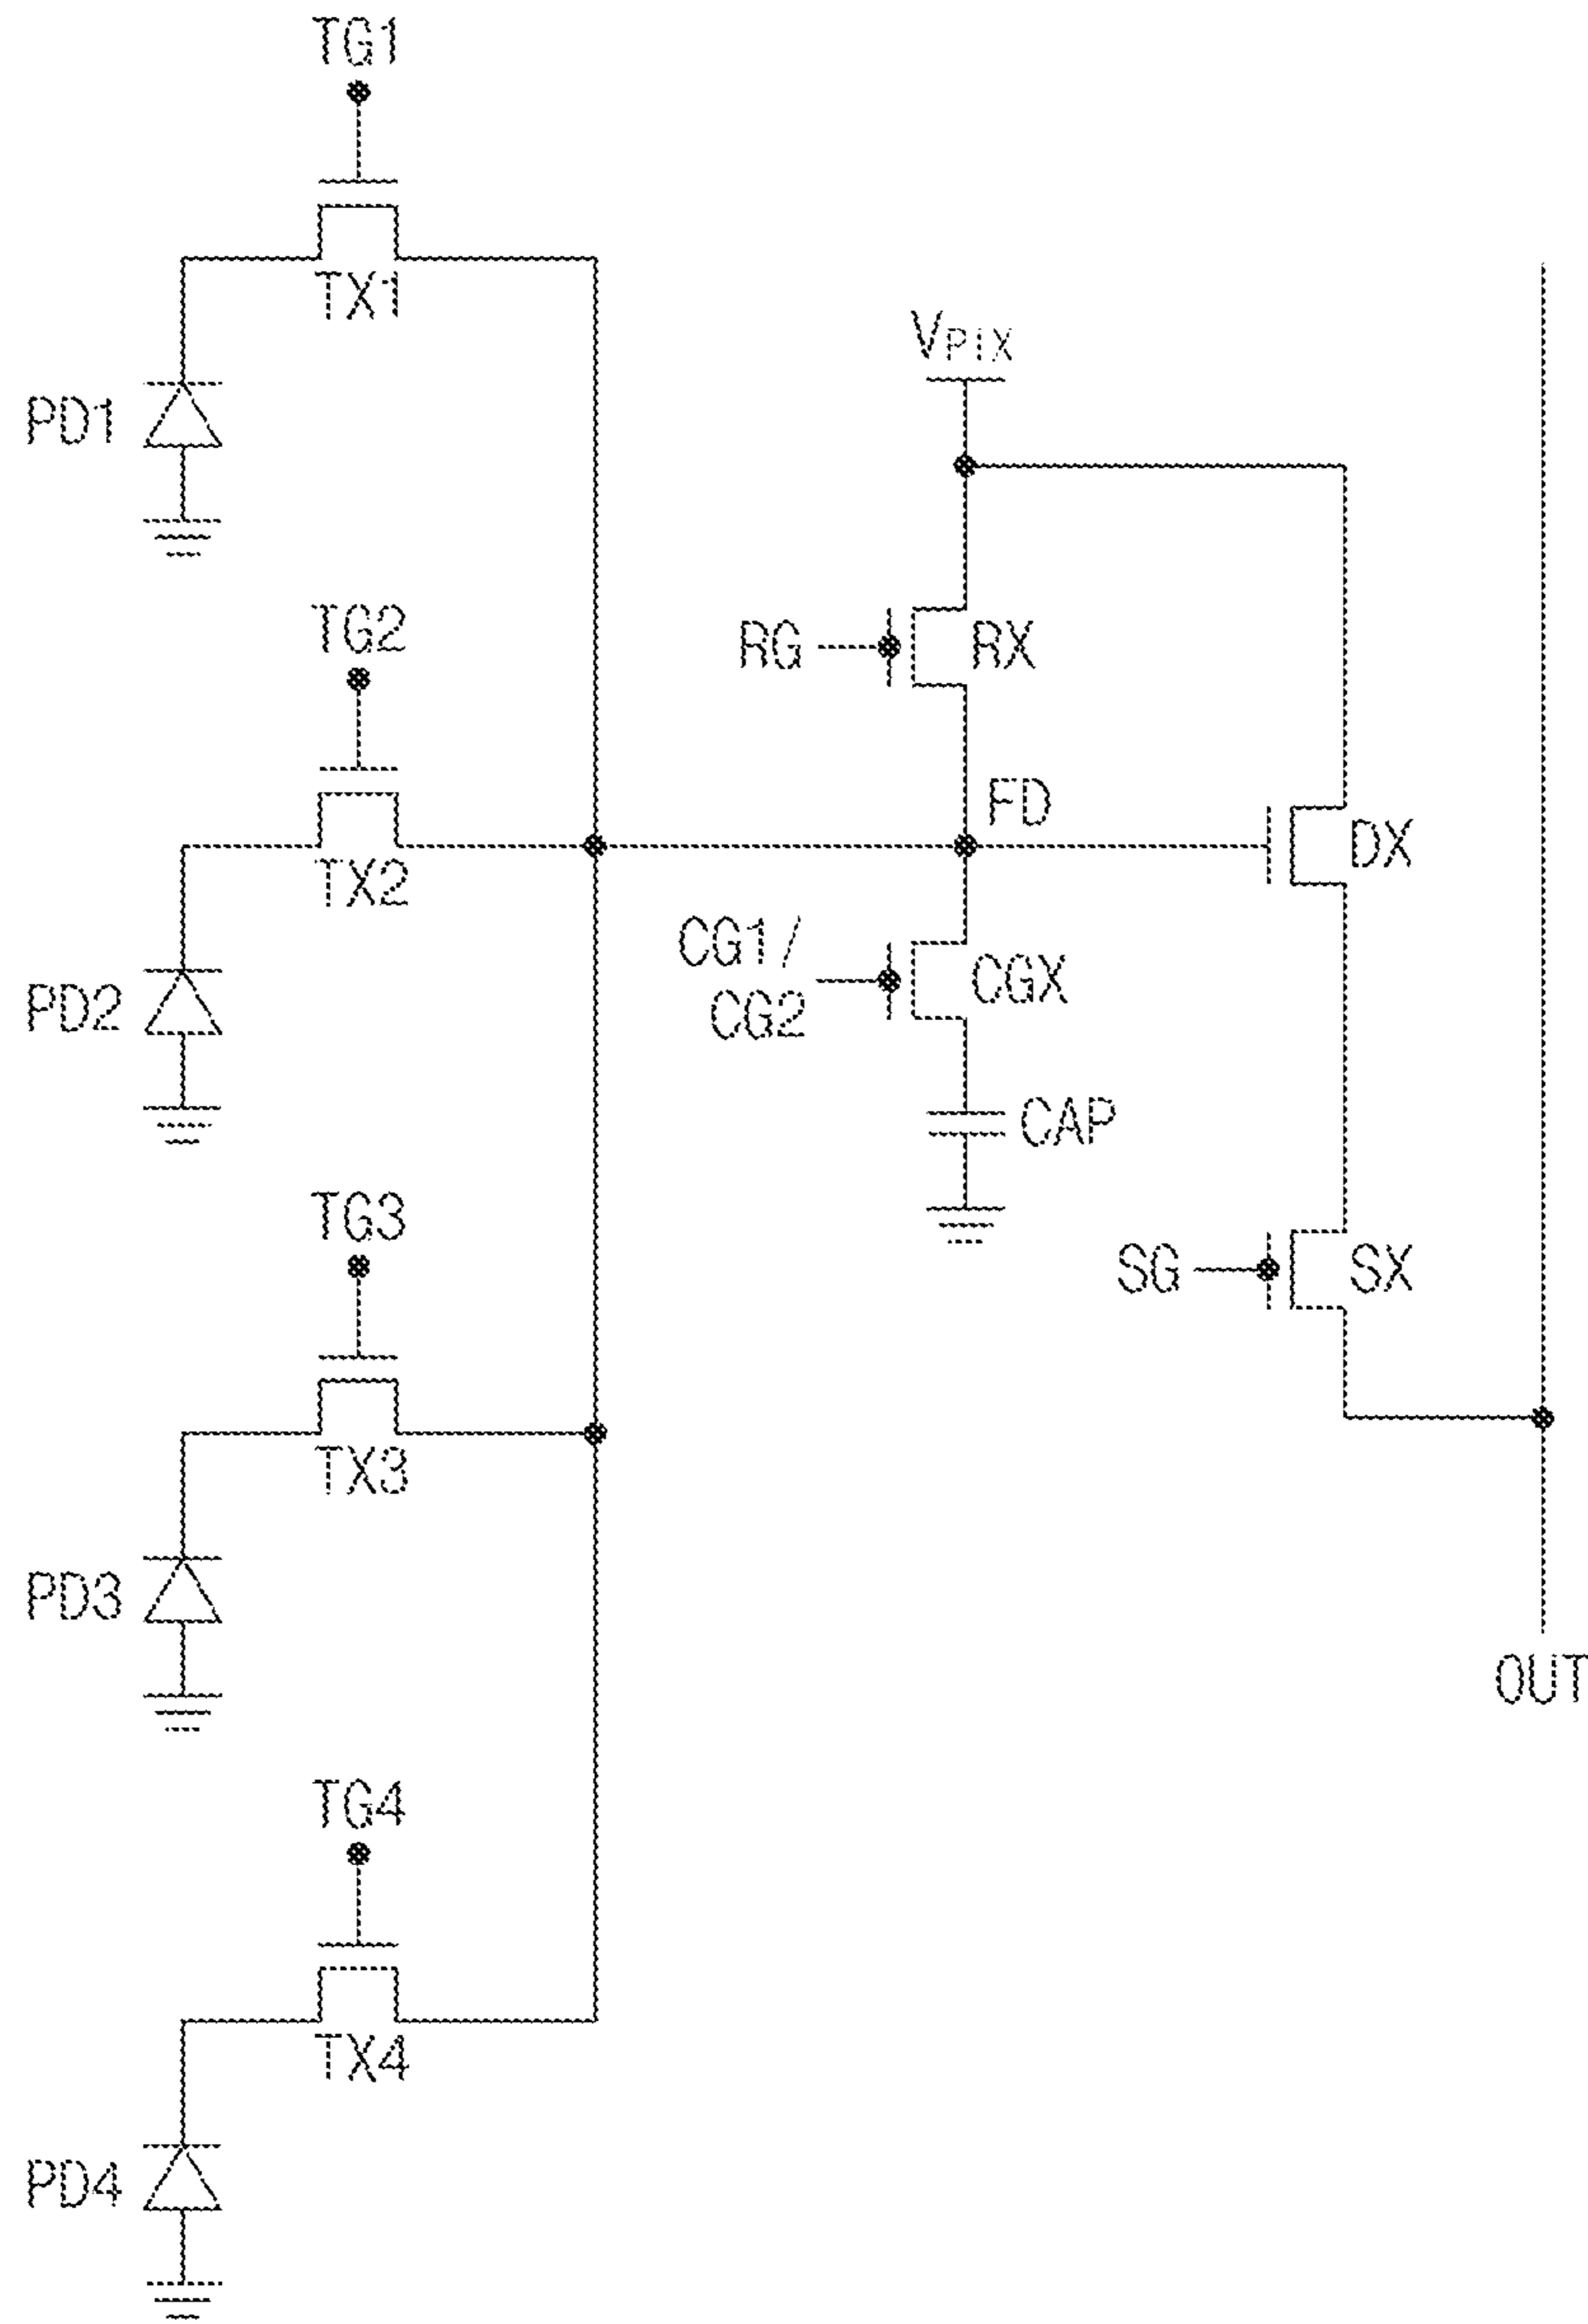 TG1
TX1
PD1
TG2
TX2
PD2
TG3
TX3
PD3
TG4
TX4
PD4
VPIX
RG
RX
FD
DX
CG1/
CG2
CGX
CAP
SG
SX
OUT